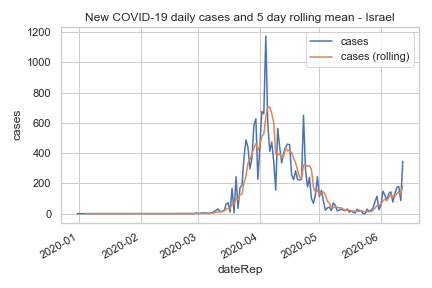 New COVID-19 daily cases and 5 day rolling mean - Israel
cases
cases (rolling)
1200
1000
800
600
400
200
0
cases
2020-01
2020-02
2020-03
2020-04
2020-05
2020-06
dateRep